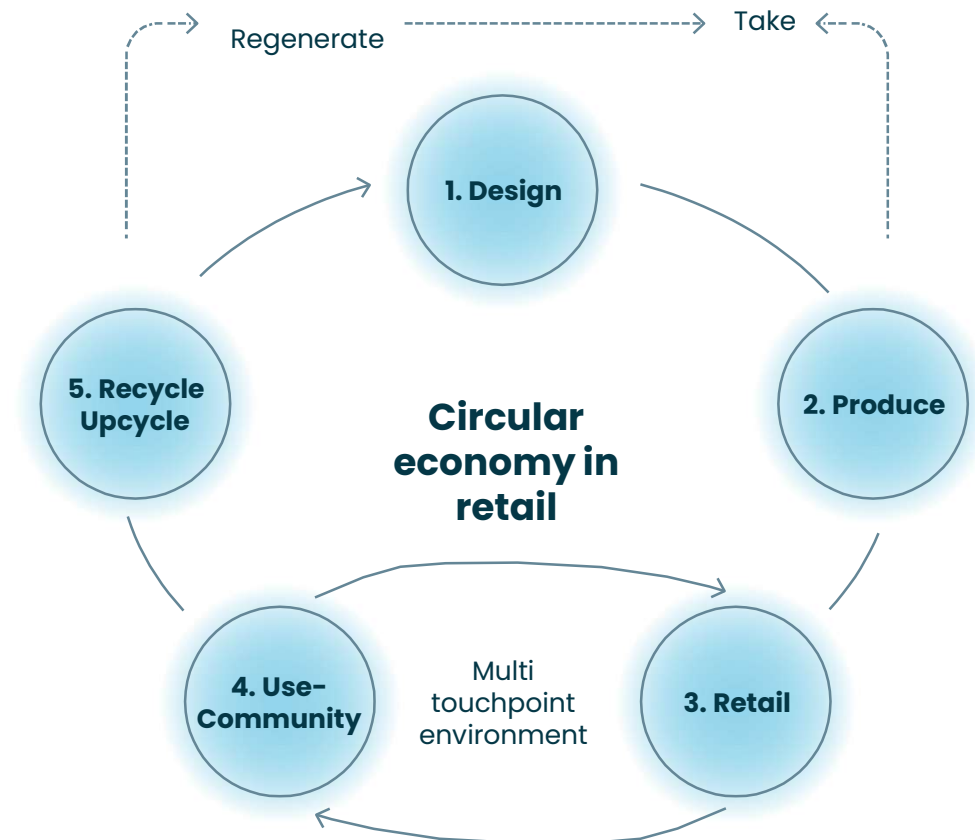 Regenerate
Take
1. Design
5. Recycle
Upcycle
2. Produce
Circular
economy in
retail
4. Use-
Community
Multi
touchpoint
environment
3. Retail